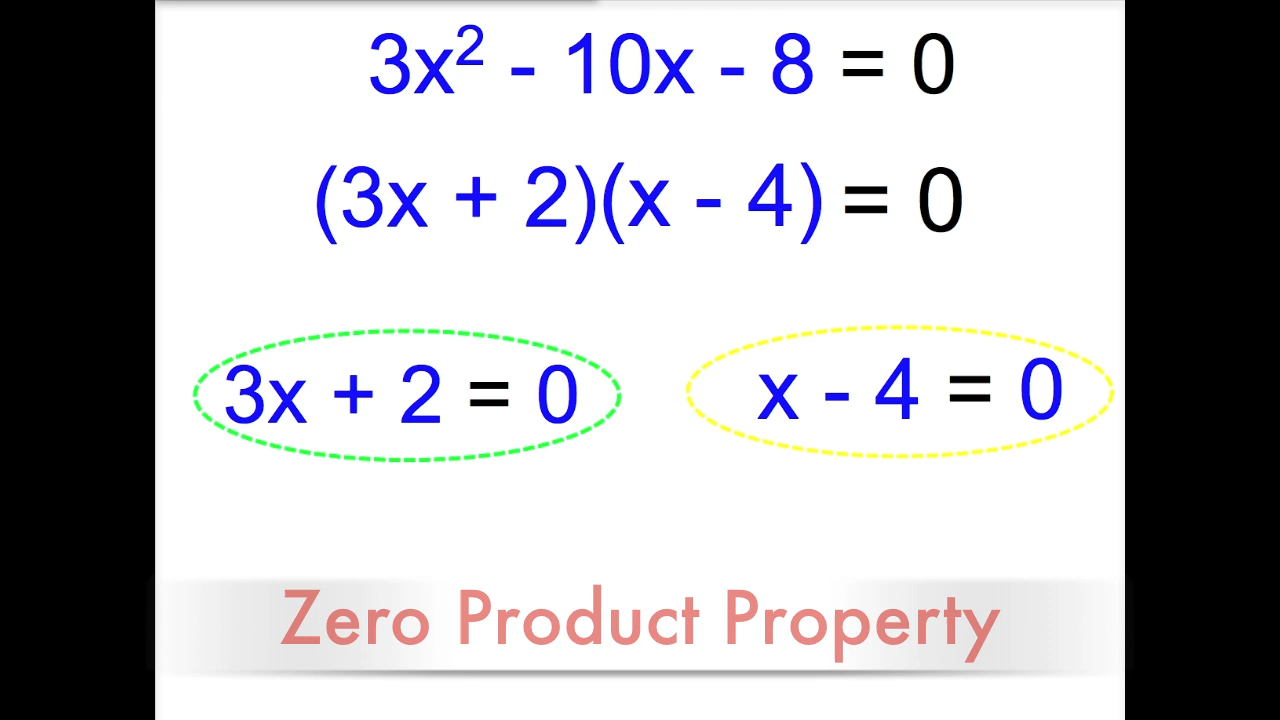 3x² - 10x - 8 = 0
(3x + 2)(x - 4) = 0
3x + 2 = 0 x - 4 = 0
Zero Product Property